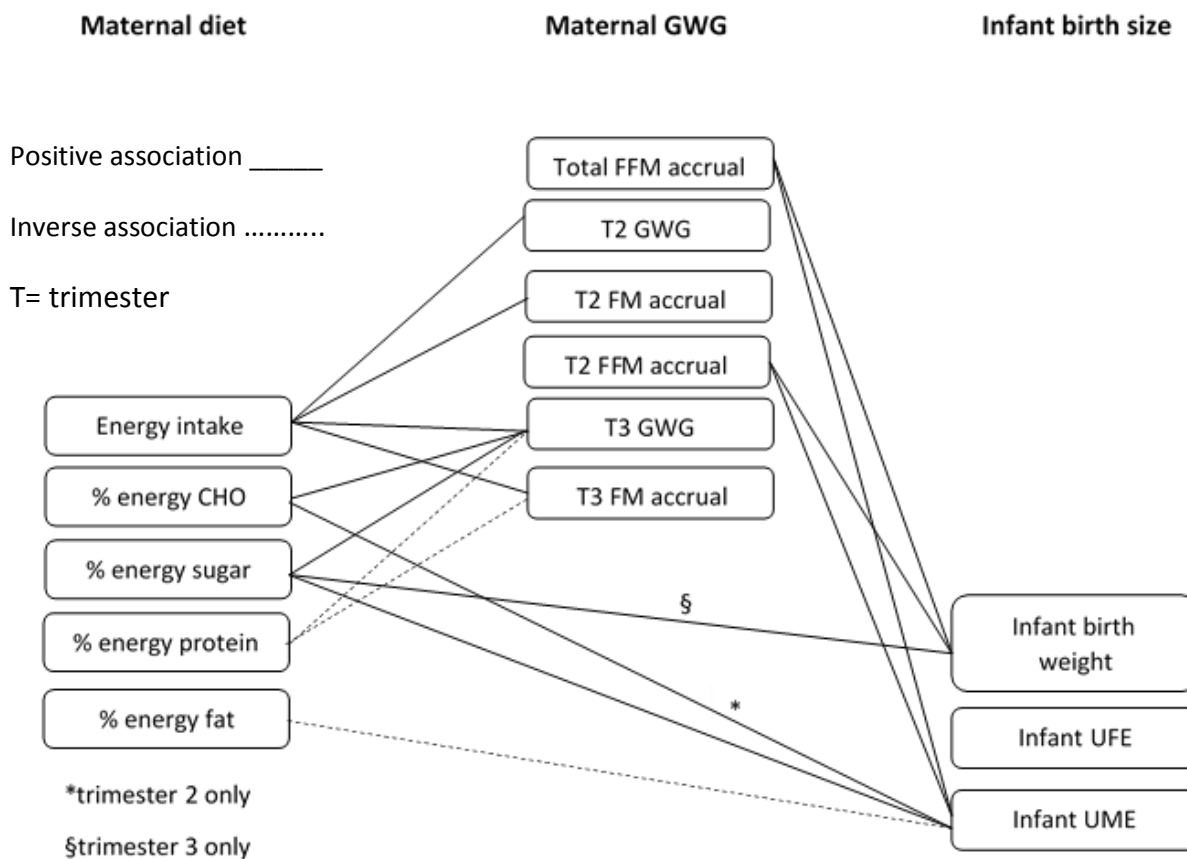 Maternal diet Maternal GWG Infant birth size
Positive association _____
Inverse association ..........
T= trimester
Total FFM accrual
T2 GWG
T2 FM accrual
T2 FFM accrual
T3 GWG
T3 FM accrual
Energy intake
% energy CHO
% energy sugar
% energy protein
% energy fat
§
*
Infant birth
weight
Infant UFE
Infant UME
*trimester 2 only
§trimester 3 only